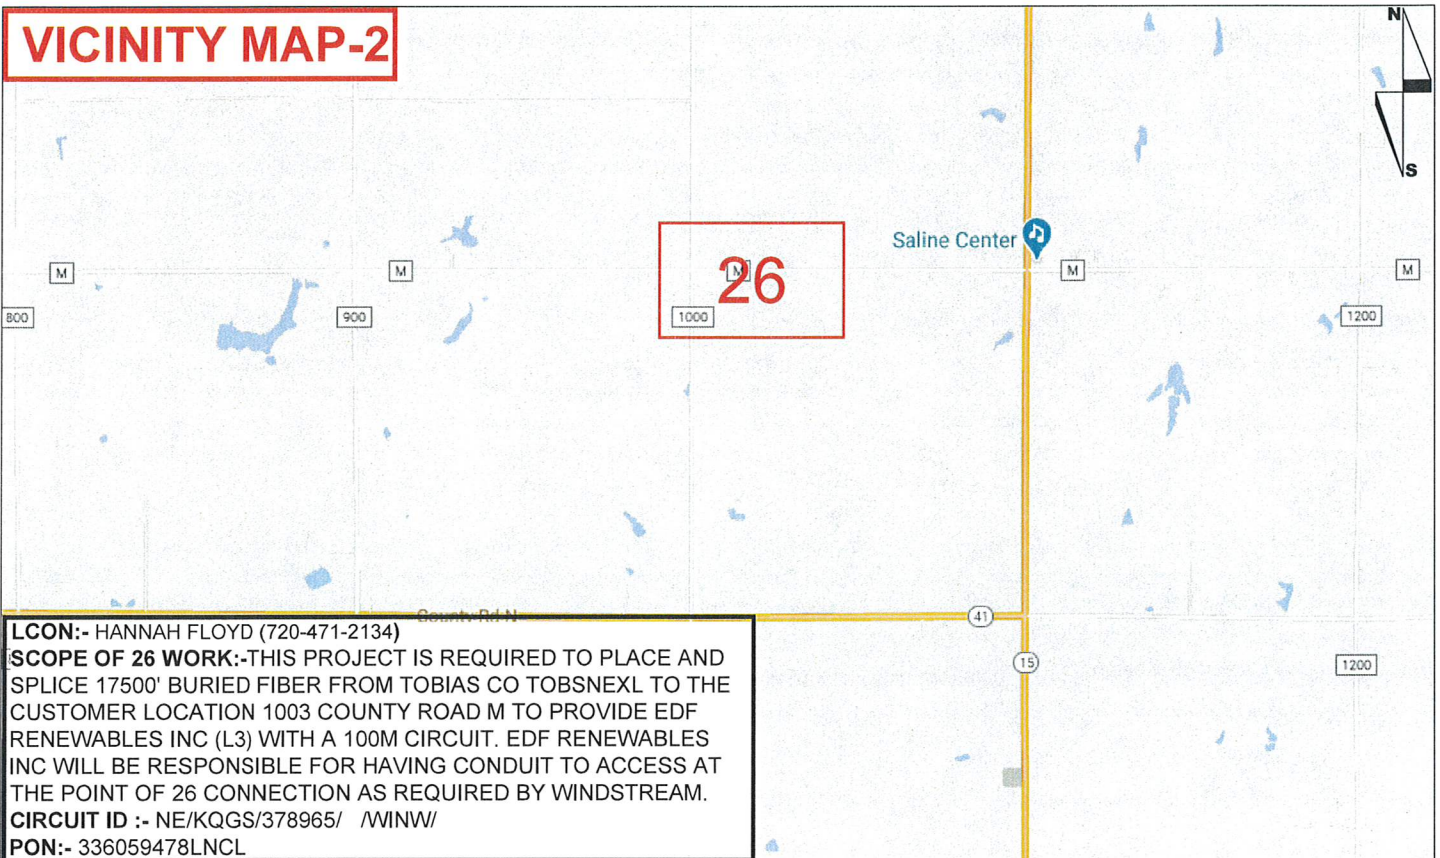 VICINITY MAP-2
N
S
Saline Center
M
M
M
26
M
M
800
900
1000
1200
County Rd N
41
15
1200
LCON:- HANNAH FLOYD (720-471-2134)
SCOPE OF 26 WORK:-THIS PROJECT IS REQUIRED TO PLACE AND
SPLICE 17500' BURIED FIBER FROM TOBIAS CO TOBSNEXL TO THE
CUSTOMER LOCATION 1003 COUNTY ROAD M TO PROVIDE EDF
RENEWABLES INC (L3) WITH A 100M CIRCUIT. EDF RENEWABLES
INC WILL BE RESPONSIBLE FOR HAVING CONDUIT TO ACCESS AT
THE POINT OF 26 CONNECTION AS REQUIRED BY WINDSTREAM.
CIRCUIT ID :- NE/KQGS/378965/ /WINW/
PON:- 336059478LNCL